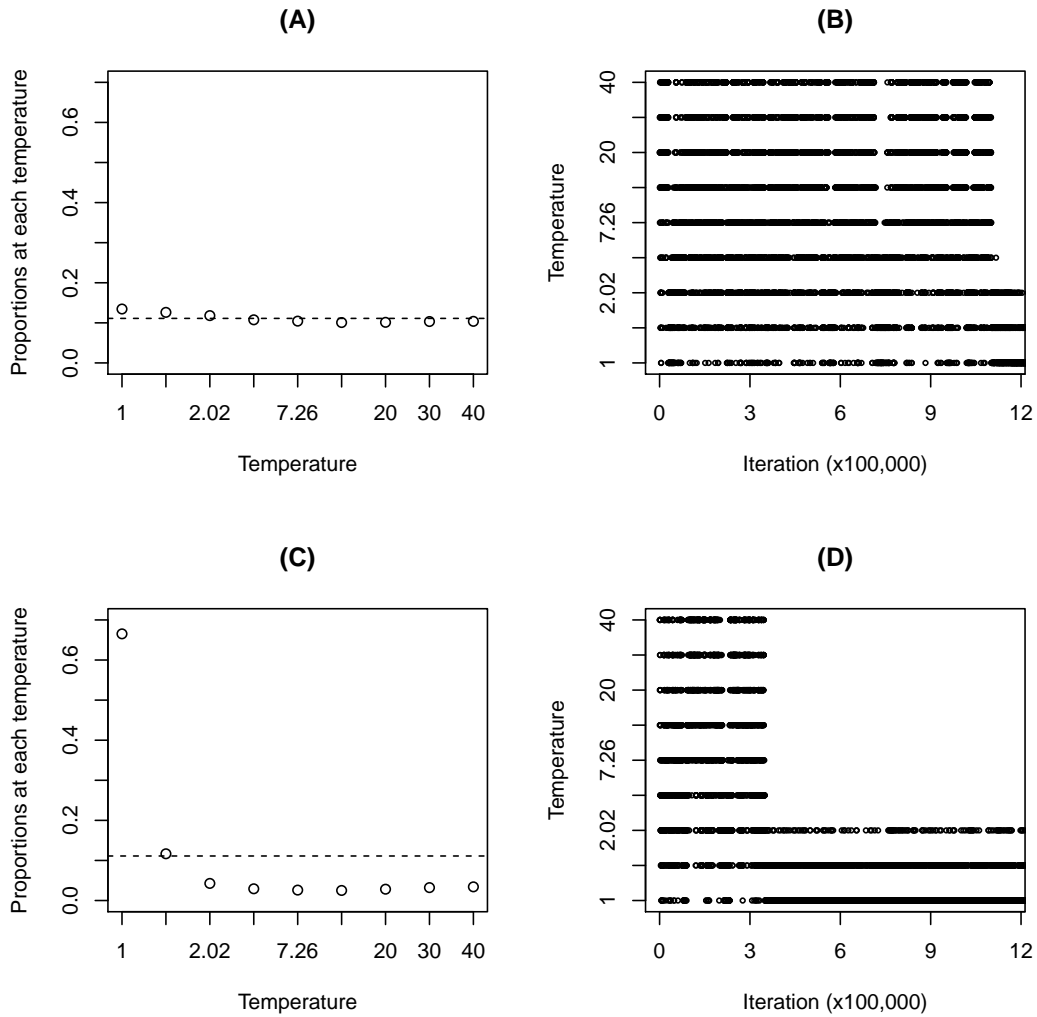 (A)
Proportions at each temperature
0.0 0.2 0.4 0.6
1 2.02 7.26 20 30 40
Temperature
(B)
Temperature
1 2.02 7.26 20 40
0 3 6 9 12
Iteration (x100,000)
(C)
Proportions at each temperature
0.0 0.2 0.4 0.6
1 2.02 7.26 20 30 40
Temperature
(D)
Temperature
1 2.02 7.26 20 40
0 3 6 9 12
Iteration (x100,000)